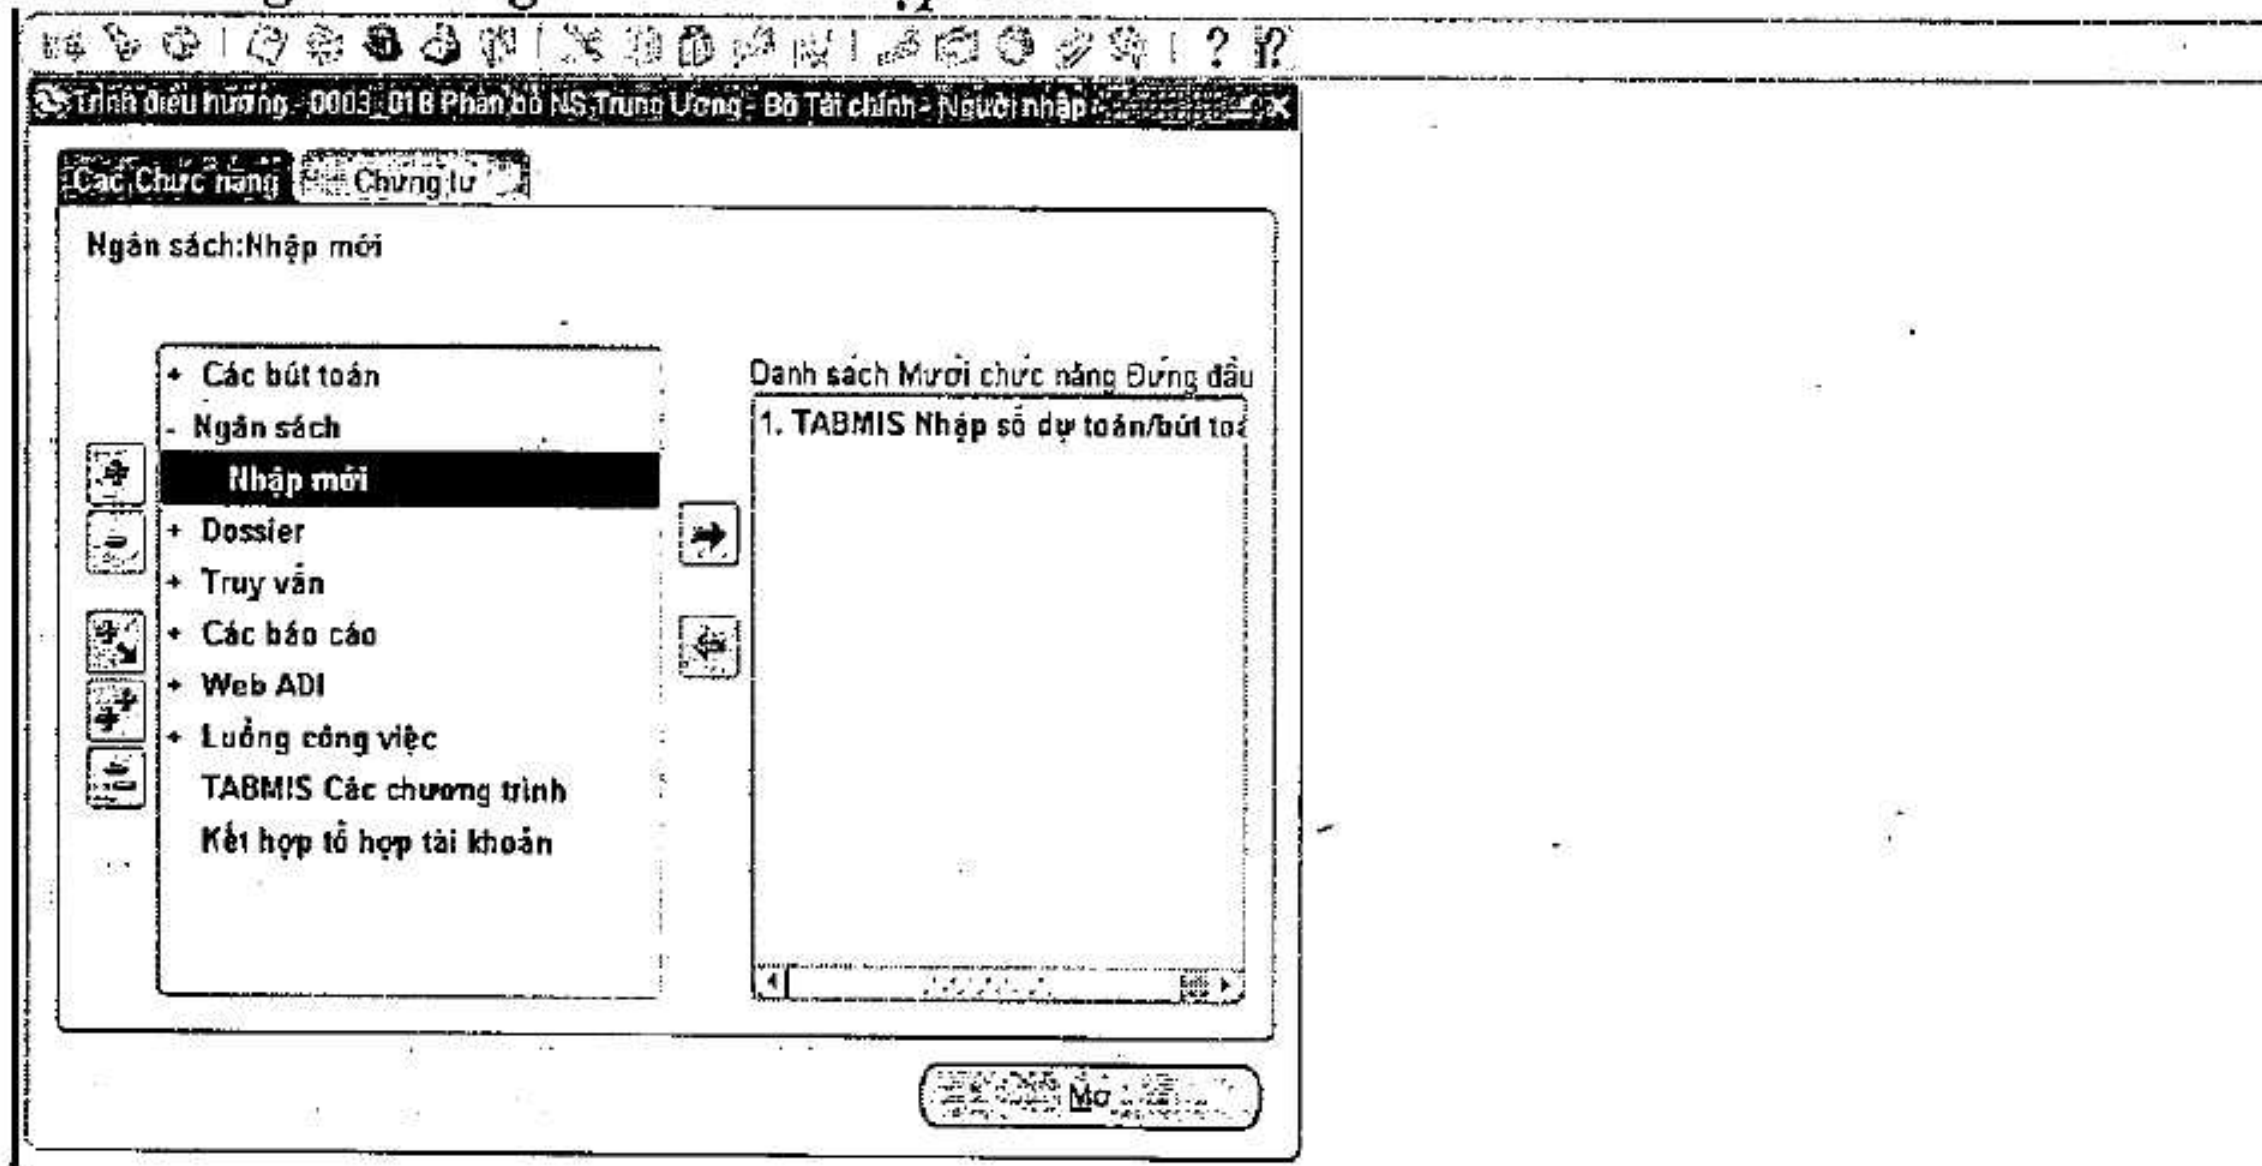 Trình điều hướng - 0003_018 Phân bổ NS Trung Ương - Bộ Tài chính - Người nhập
Các Chức năng Chứng từ
Ngân sách:Nhập mới
+ Các bút toán
- Ngân sách
Nhập mới
+ Dossier
+ Truy vấn
+ Các báo cáo
+ Web ADI
+ Luồng công việc
TABMIS Các chương trình
Kết hợp tổ hợp tài khoản
Danh sách Mười chức năng Đứng đầu
1. TABMIS Nhập số dự toán/bút
Mở